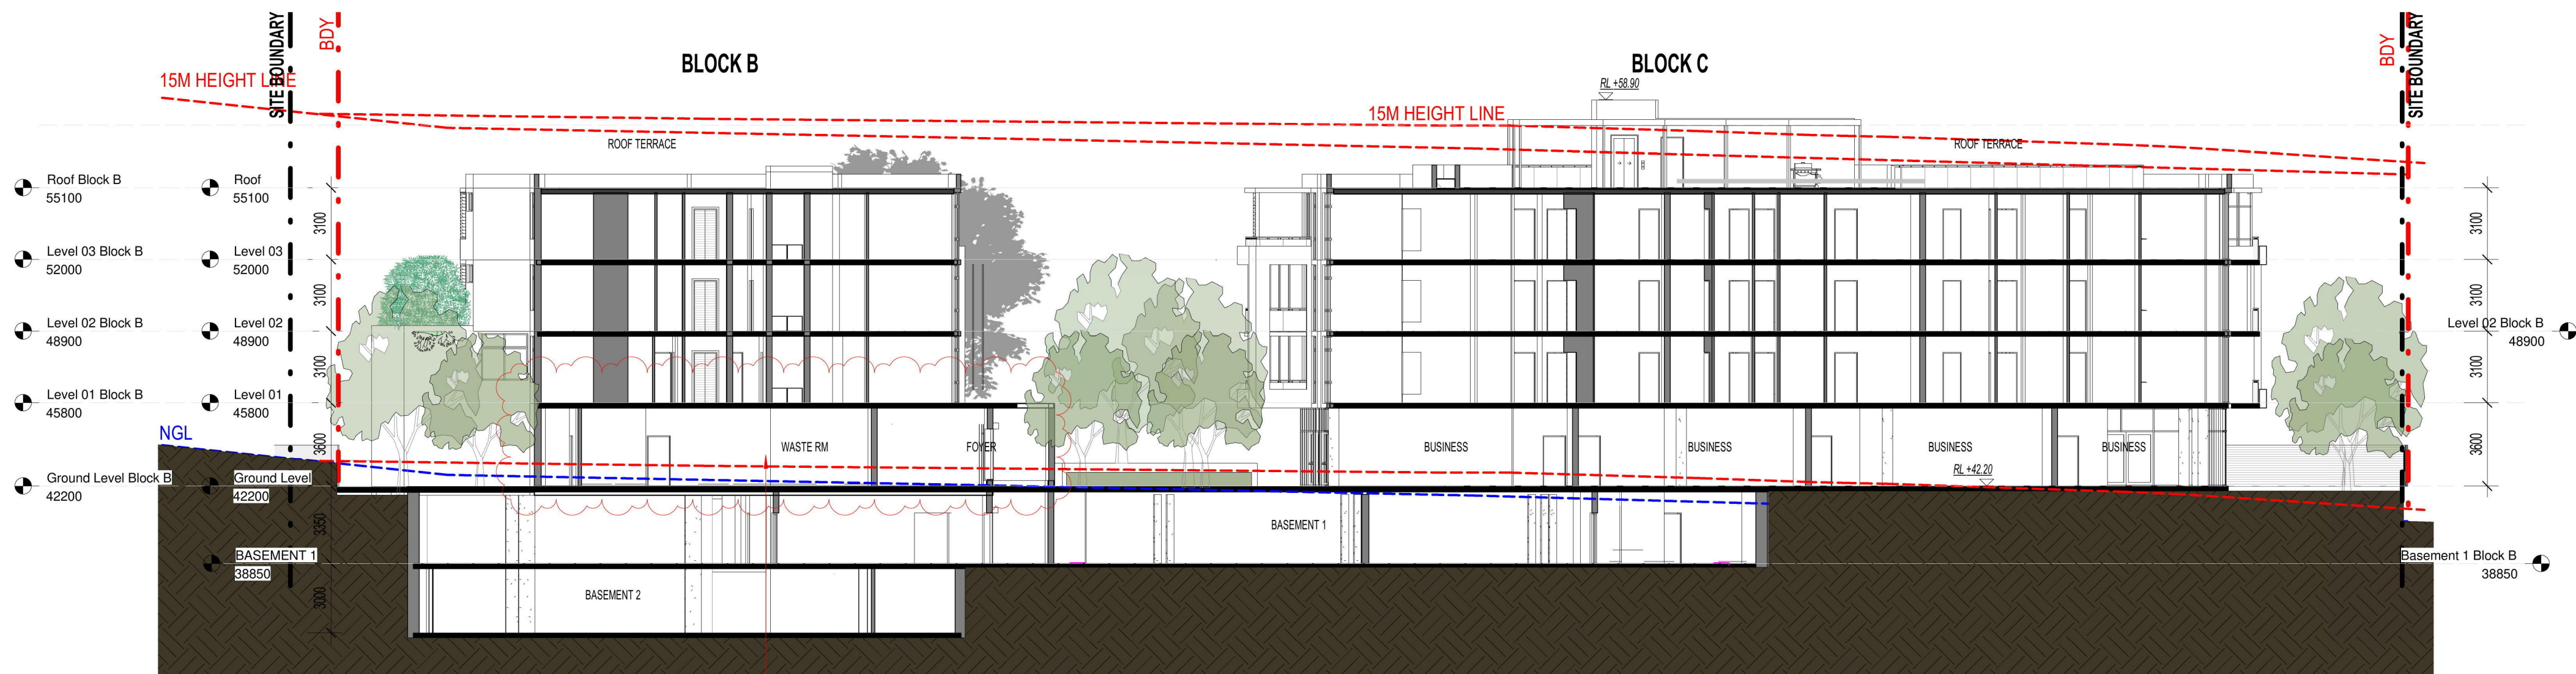 SITE BOUNDARY
BDY
BLOCK B
BLOCK C
BDY
SITE BOUNDARY
15M HEIGHT LINE
RL +58.90
15M HEIGHT LINE
ROOF TERRACE
ROOF TERRACE
Roof Block B
55100
Roof
55100
3100
3100
Level 03 Block B
52000
Level 03
52000
3100
3100
Level 02 Block B
48900
Level 02
48900
Level 02 Block B
48900
3100
3100
Level 01 Block B
45800
Level 01
45800
NGL
3600
WASTE RM
FOYER
BUSINESS
BUSINESS
BUSINESS
BUSINESS
3600
RL +42.20
Ground Level Block B
42200
Ground Level
42200
3350
BASEMENT 1
BASEMENT 1
38850
Basement 1 Block B
38850
3000
BASEMENT 2